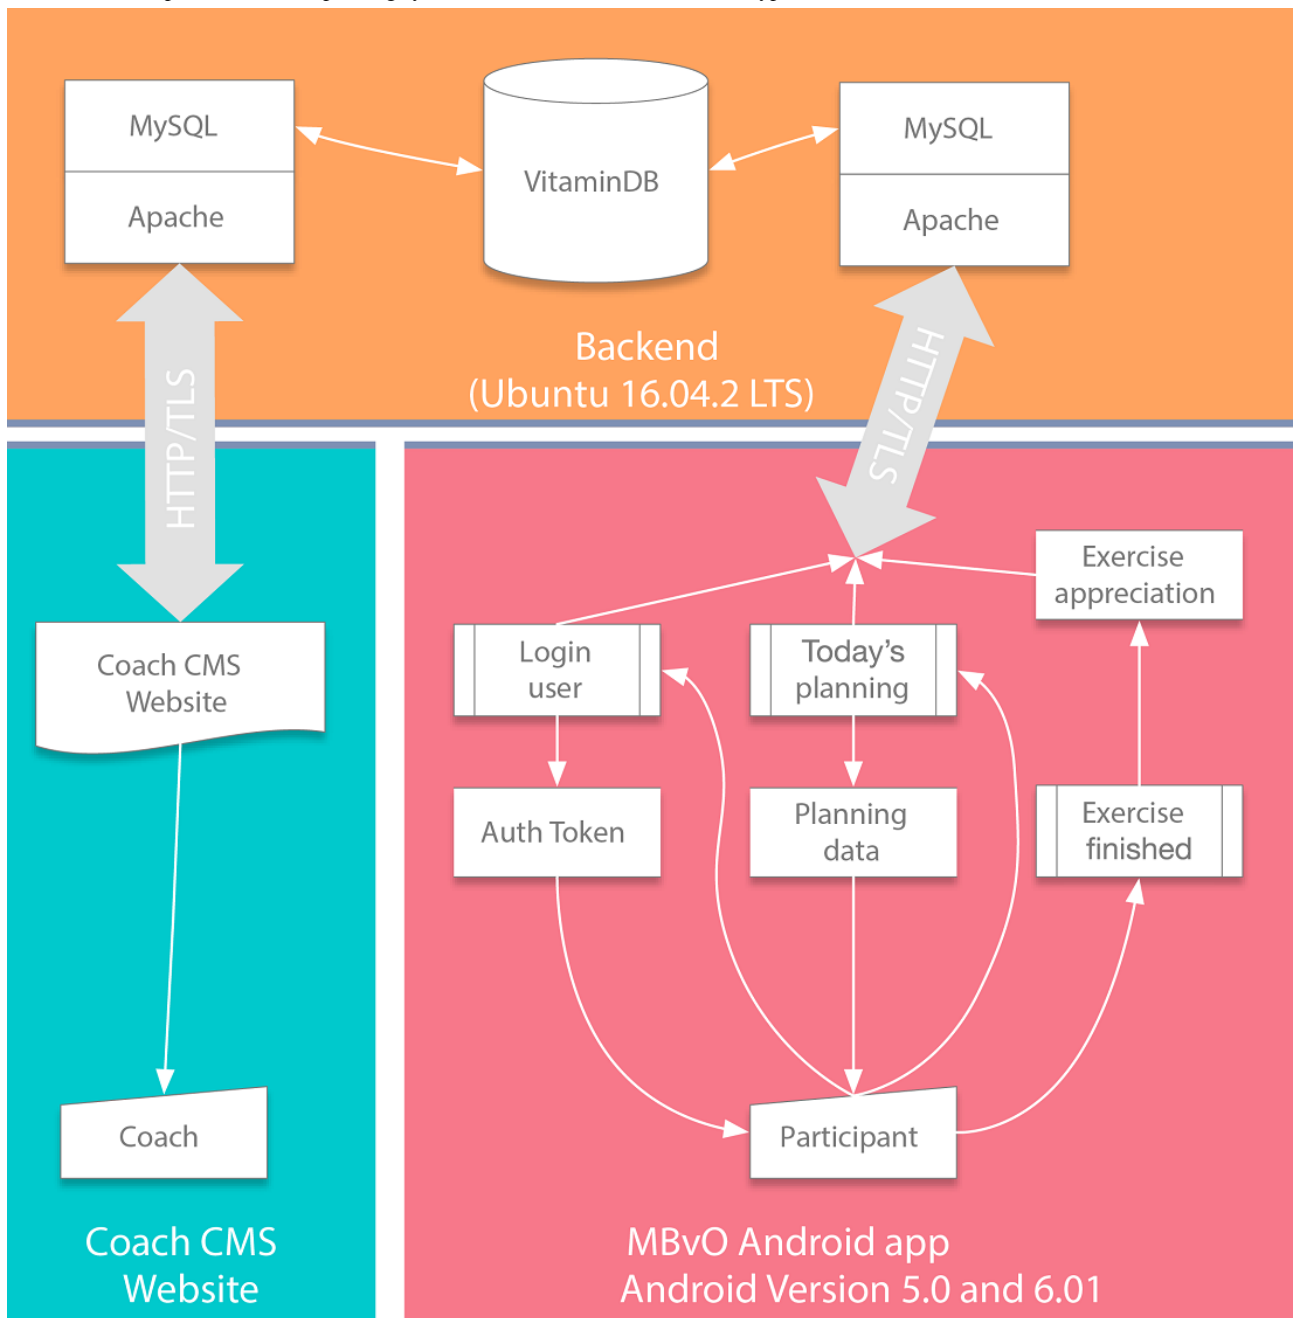 MySQL
Apache
VitaminDB
MySQL
Apache
Backend
(Ubuntu 16.04.2 LTS)
HTTP/TLS
HTTP/TLS
Coach CMS
Website
Coach
Coach CMS
Website
Exercise
appreciation
Login
user
Today's
planning
Auth Token
Planning
data
Exercise
finished
Participant
MBvO Android app
Android Version 5.0 and 6.01